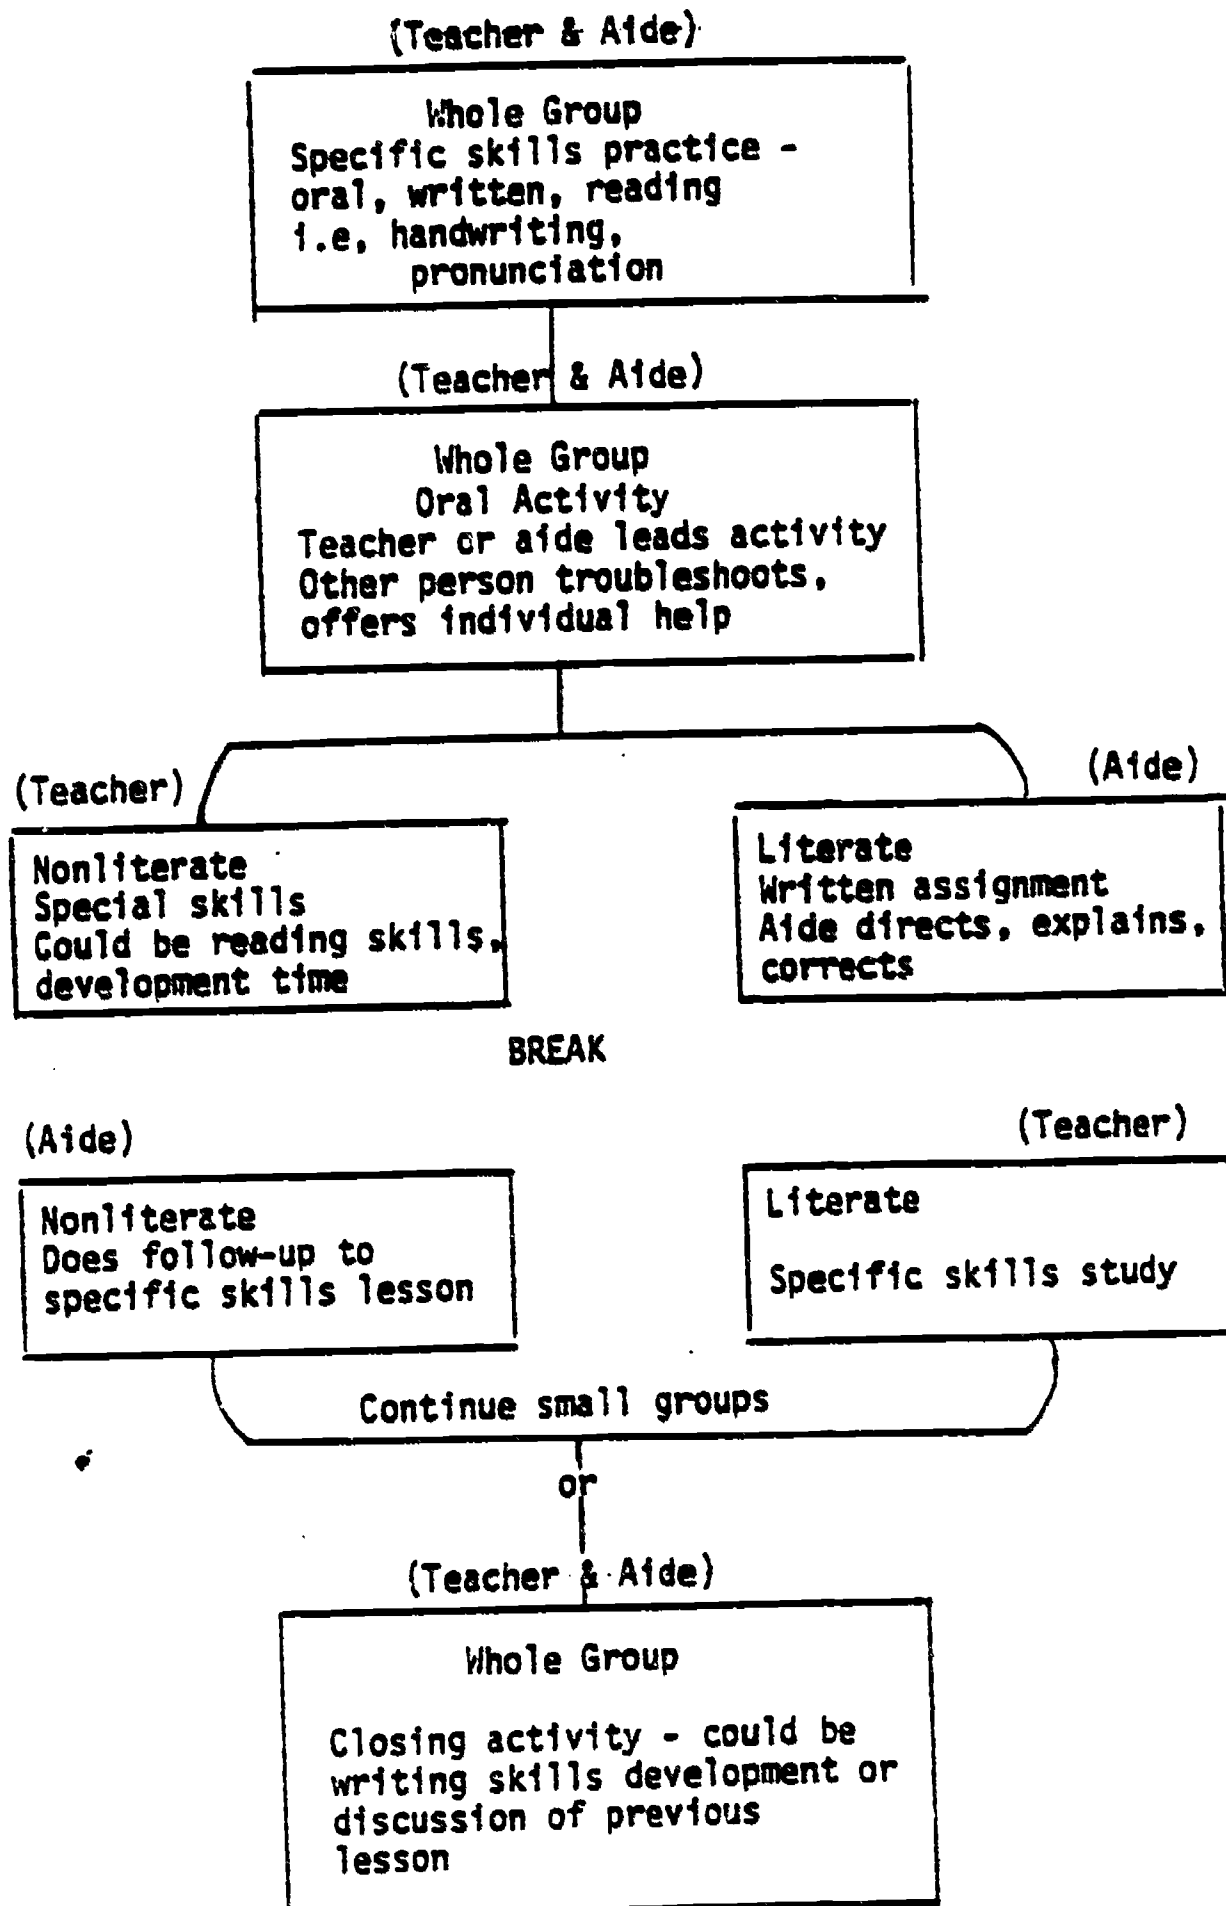 (Teacher & Aide)
Whole Group
Specific skills practice -
oral, written, reading
i.e, handwriting,
pronunciation
(Teacher & Aide)
Whole Group
Oral Activity
Teacher or aide leads activity
Other person troubleshoots,
offers individual help
(Teacher)
Nonliterate
Special skills
Could be reading skills,
development time
(Aide)
Literate
Written assignment
Aide directs, explains,
corrects
BREAK
(Aide)
Nonliterate
Does follow-up to
specific skills lesson
(Teacher)
Literate
Specific skills study
Continue small groups
or
(Teacher & Aide)
Whole Group
Closing activity - could be
writing skills development or
discussion of previous
lesson